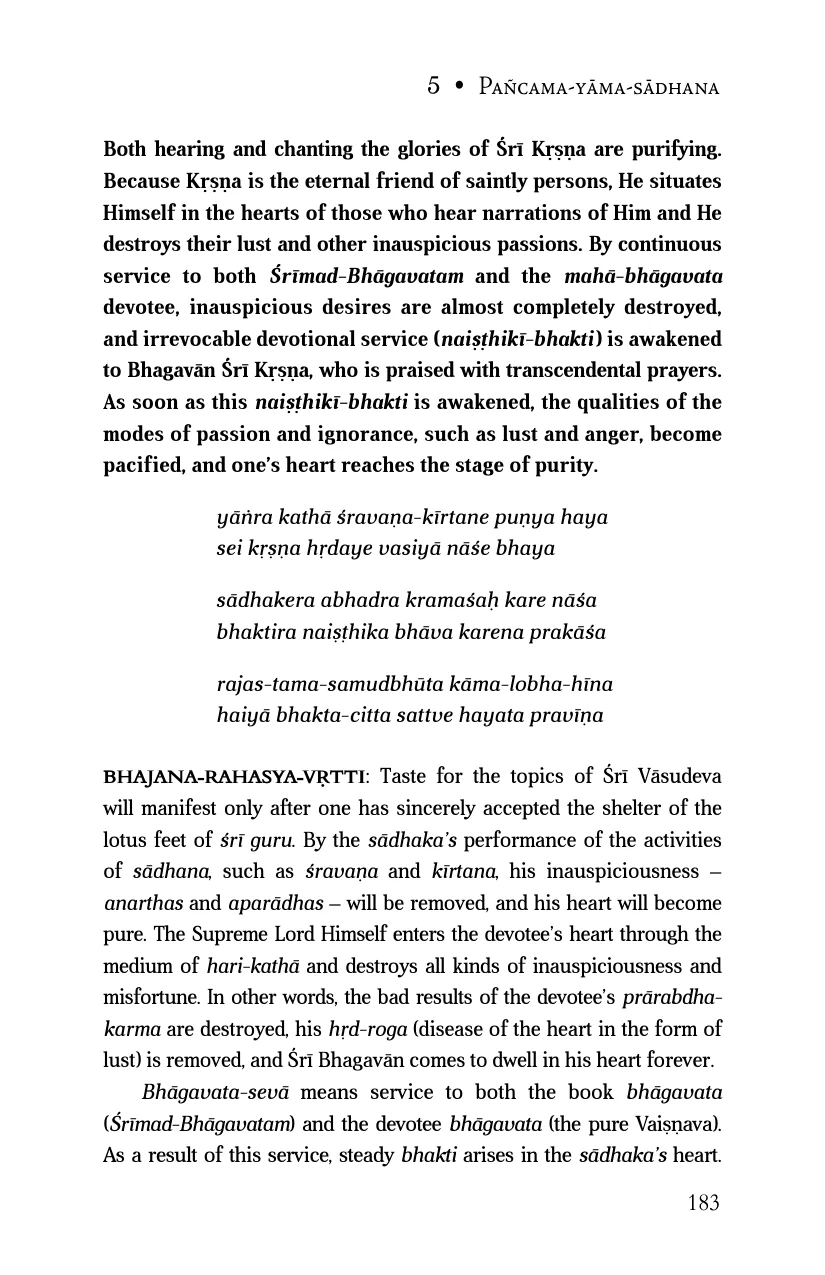 5 • Pañcama-yāma-sādhana
Both hearing and chanting the glories of Śrī Kṛṣṇa are purifying.
Because Kṛṣṇa is the eternal friend of saintly persons, He situates
Himself in the hearts of those who hear narrations of Him and He
destroys their lust and other inauspicious passions. By continuous
service to both Śrīmad-Bhāgavatam and the mahā-bhāgavata
devotee, inauspicious desires are almost completely destroyed,
and irrevocable devotional service (naiṣṭhikī-bhakti) is awakened
to Bhagavān Śrī Kṛṣṇa, who is praised with transcendental prayers.
As soon as this naiṣṭhikī-bhakti is awakened, the qualities of the
modes of passion and ignorance, such as lust and anger, become
pacified, and one’s heart reaches the stage of purity.
yāṅra kathā śravaṇa-kīrtane puṇya haya
sei kṛṣṇa hṛdaye vasiyā nāśe bhaya
sādhakera abhadra kramaśaḥ kare nāśa
bhaktira naiṣṭhika bhāva karena prakāśa
rajas-tama-samudbhūta kāma-lobha-hīna
haiyā bhakta-citta sattve hayata pravīṇa
BHAJANA-RAHASYA-VṚTTI: Taste for the topics of Śrī Vāsudeva
will manifest only after one has sincerely accepted the shelter of the
lotus feet of śrī guru. By the sādhaka’s performance of the activities
of sādhana, such as śravaṇa and kīrtana, his inauspiciousness –
anarthas and aparādhas – will be removed, and his heart will become
pure. The Supreme Lord Himself enters the devotee’s heart through the
medium of hari-kathā and destroys all kinds of inauspiciousness and
misfortune. In other words, the bad results of the devotee’s prārabdha-
karma are destroyed, his hṛd-roga (disease of the heart in the form of
lust) is removed, and Śrī Bhagavān comes to dwell in his heart forever.
Bhāgavata-sevā means service to both the book bhāgavata
(Śrīmad-Bhāgavatam) and the devotee bhāgavata (the pure Vaiṣṇava).
As a result of this service, steady bhakti arises in the sādhaka’s heart.
183